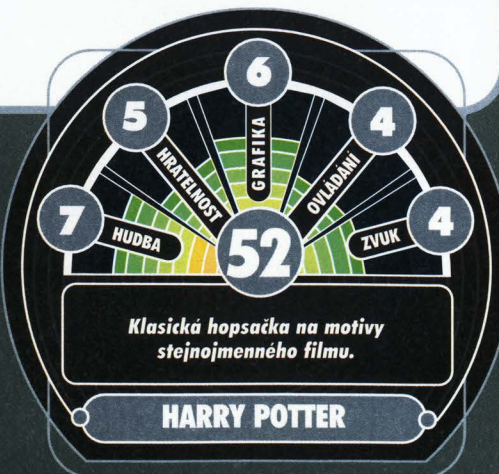 7
HUDBA
5
HRATELNOST
6
GRAFIKA
4
OVLÁDÁNÍ
4
ZVUK
52
Klasická hopsačka na motivy
stejnojmenného filmu.
HARRY POTTER